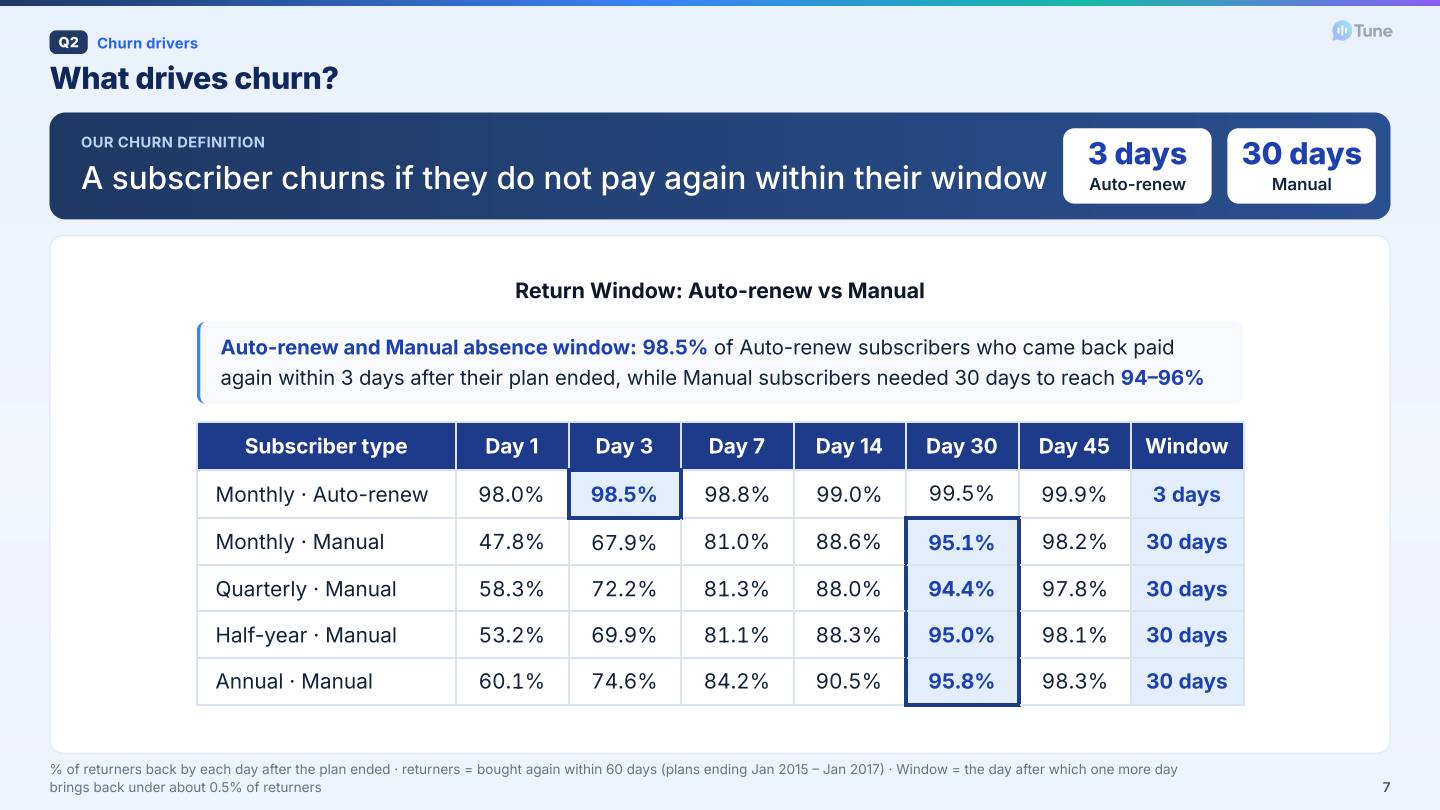 Q2 Churn drivers
Tune
What drives churn?
OUR CHURN DEFINITION
A subscriber churns if they do not pay again within their window
3 days
Auto-renew
30 days
Manual
Return Window: Auto-renew vs Manual
Auto-renew and Manual absence window: 98.5% of Auto-renew subscribers who came back paid
again within 3 days after their plan ended, while Manual subscribers needed 30 days to reach 94–96%
Subscriber type Day 1 Day 3 Day 7 Day 14 Day 30 Day 45 Window
Monthly · Auto-renew 98.0% 98.5% 98.8% 99.0% 99.5% 99.9% 3 days
Monthly · Manual 47.8% 67.9% 81.0% 88.6% 95.1% 98.2% 30 days
Quarterly · Manual 58.3% 72.2% 81.3% 88.0% 94.4% 97.8% 30 days
Half-year · Manual 53.2% 69.9% 81.1% 88.3% 95.0% 98.1% 30 days
Annual · Manual 60.1% 74.6% 84.2% 90.5% 95.8% 98.3% 30 days
% of returners back by each day after the plan ended · returners = bought again within 60 days (plans ending Jan 2015 – Jan 2017) · Window = the day after which one more day
brings back under about 0.5% of returners
7